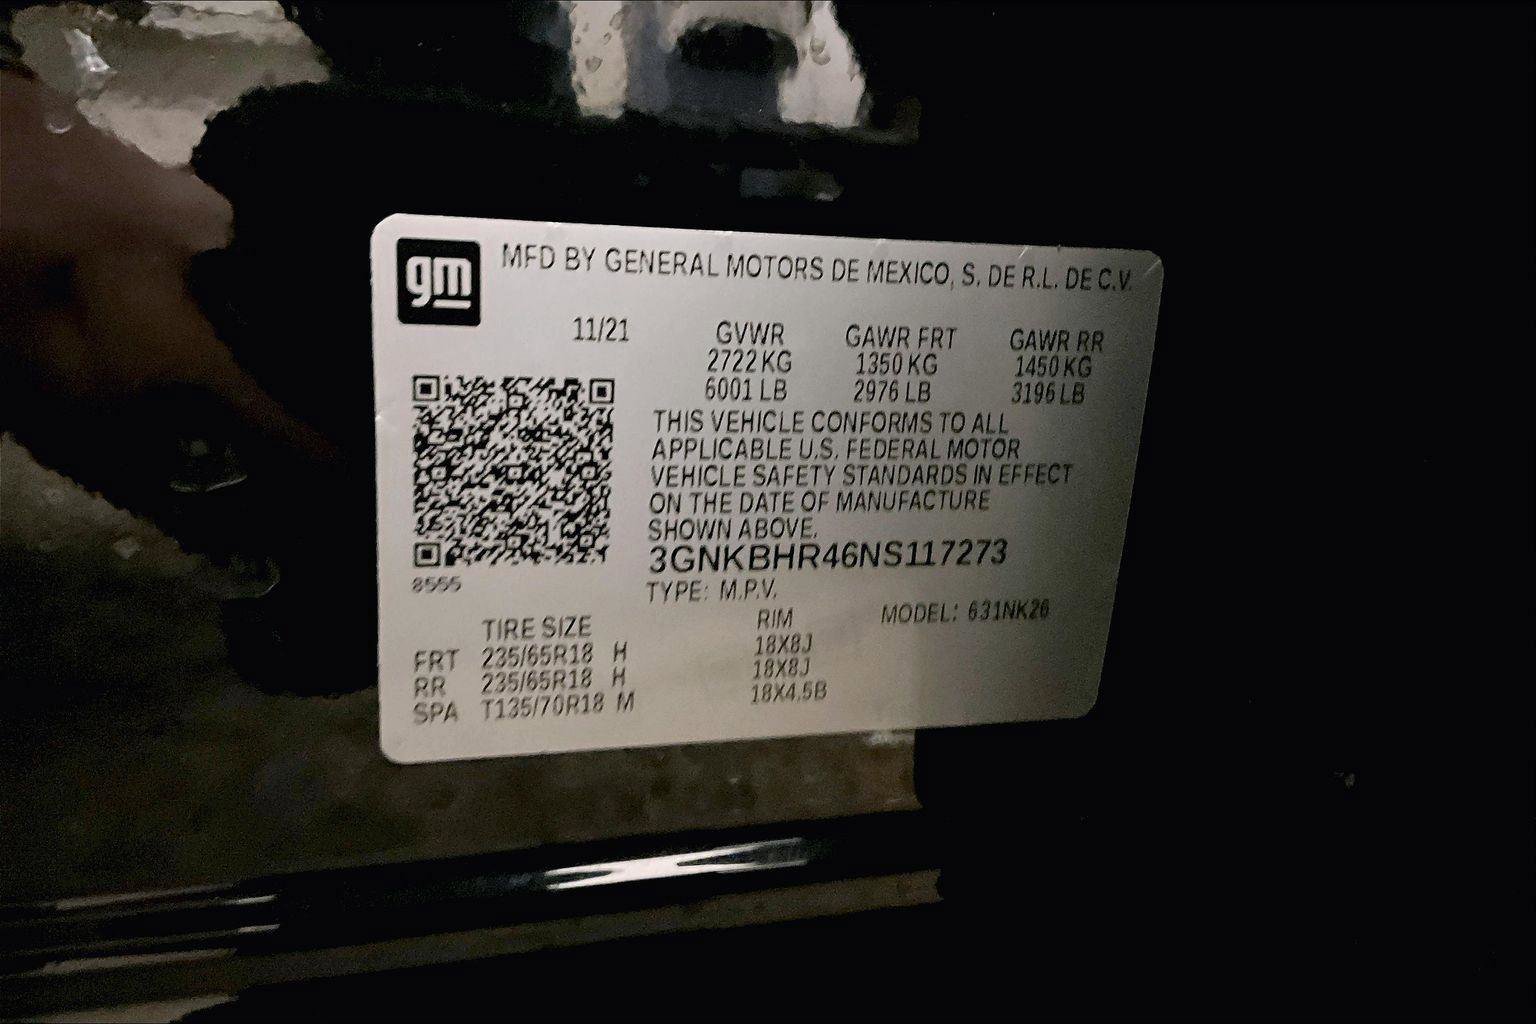 gm
MFD BY GENERAL MOTORS DE MEXICO, S. DE R.L. DE C.V.
11/21 GVWR GAWR FRT GAWR RR
2722 KG 1350 KG 1450 KG
6001 LB 2976 LB 3196 LB
THIS VEHICLE CONFORMS TO ALL
APPLICABLE U.S. FEDERAL MOTOR
VEHICLE SAFETY STANDARDS IN EFFECT
ON THE DATE OF MANUFACTURE
SHOWN ABOVE.
3GNKBHR46NS117273
8555
TYPE: M.P.V.
TIRE SIZE RIM MODEL: 631NK26
FRT 235/65R18 H 18X8J
RR 235/65R18 H 18X8J
SPA T135/70R18 M 18X4.5B